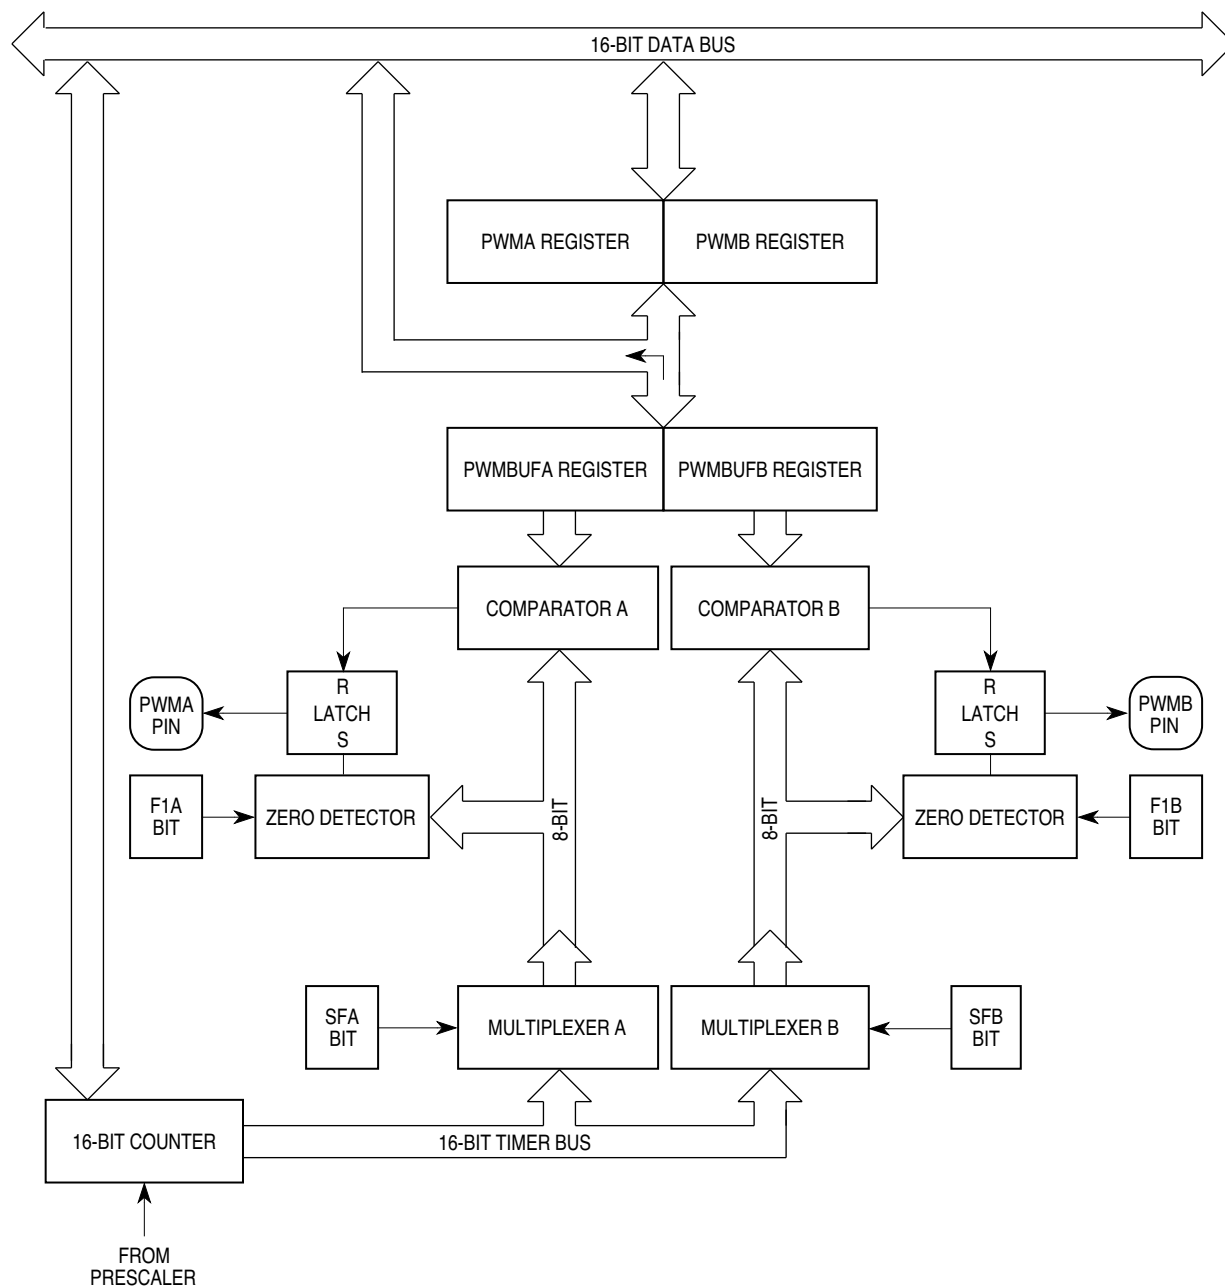 16-BIT DATA BUS
PWMA REGISTER
PWMB REGISTER
PWMBUFA REGISTER
PWMBUFB REGISTER
COMPARATOR A
COMPARATOR B
PWMA
PIN
R
LATCH
S
R
LATCH
S
PWMB
PIN
F1A
BIT
ZERO DETECTOR
8-BIT
8-BIT
ZERO DETECTOR
F1B
BIT
SFA
BIT
MULTIPLEXER A
MULTIPLEXER B
SFB
BIT
16-BIT COUNTER
16-BIT TIMER BUS
FROM
PRESCALER